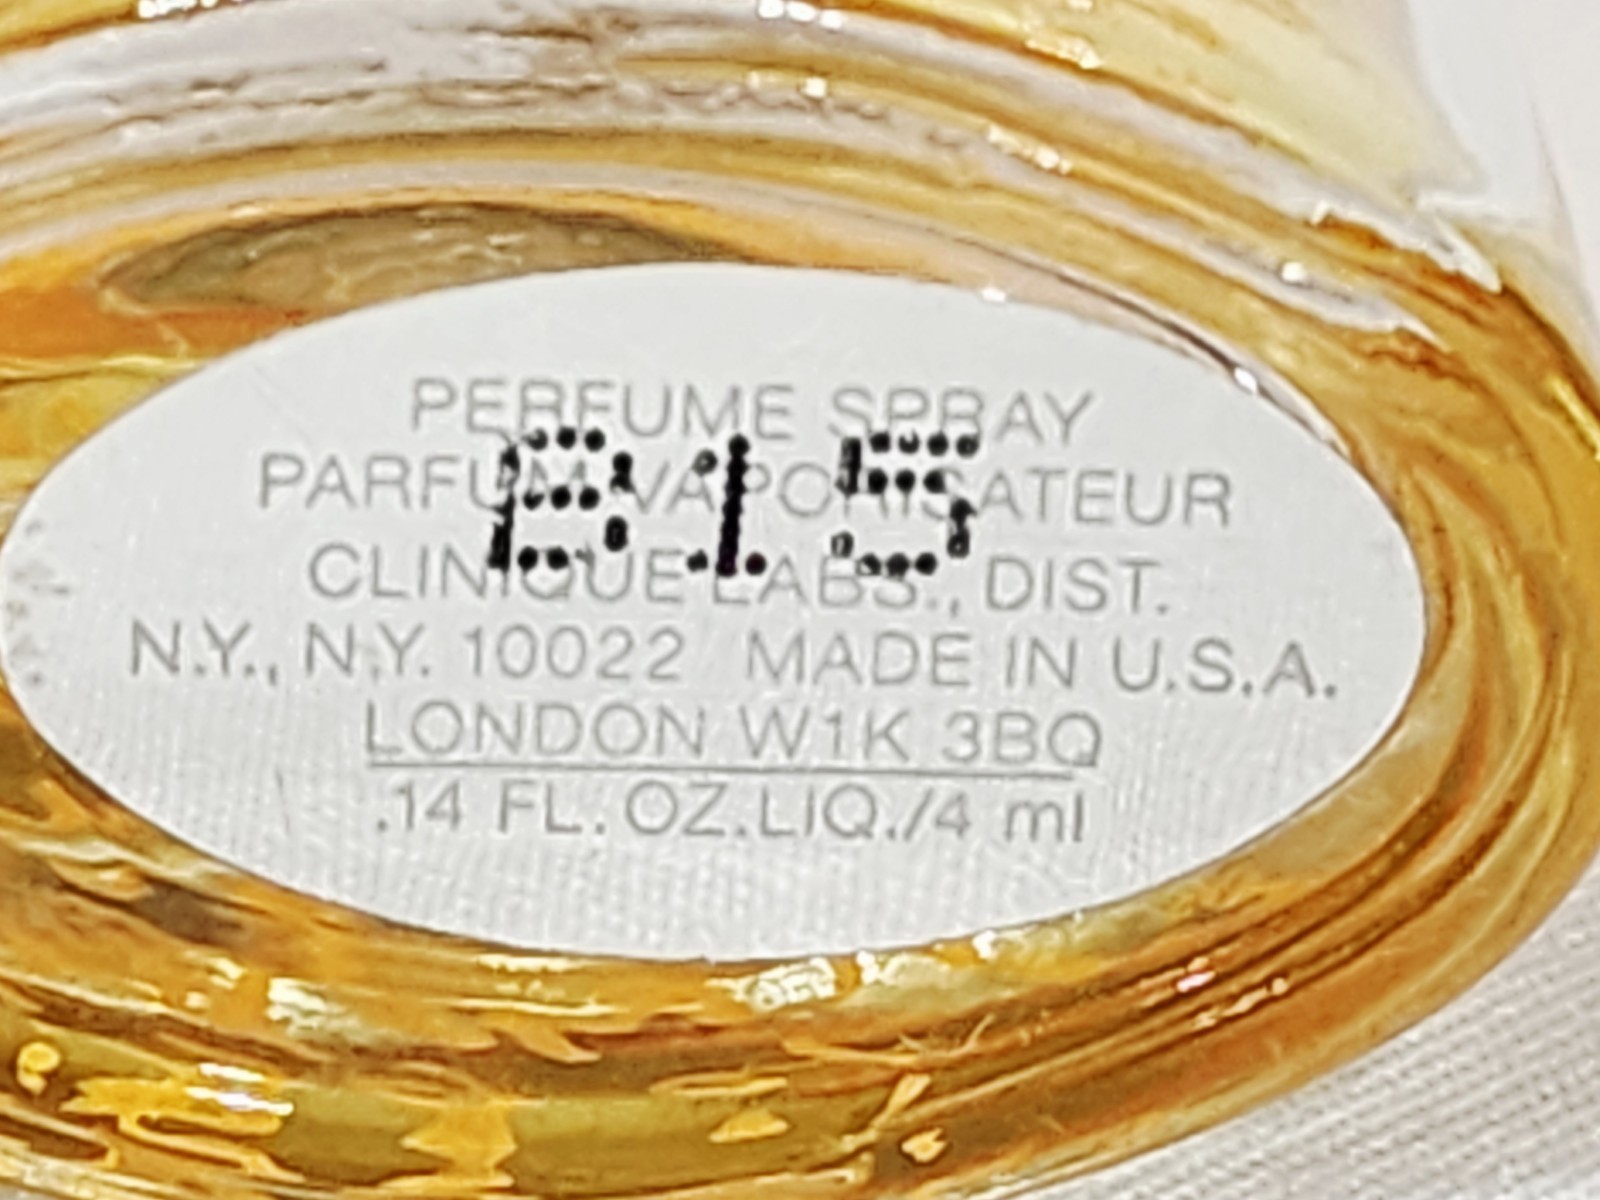 PERFUME SPRAY
B15
PARFUM VAPORISATEUR
CLINIQUE LABS., DIST.
N.Y., N.Y. 10022 MADE IN U.S.A.
LONDON W1K 3BQ
.14 FL. OZ.LIQ./4 ml